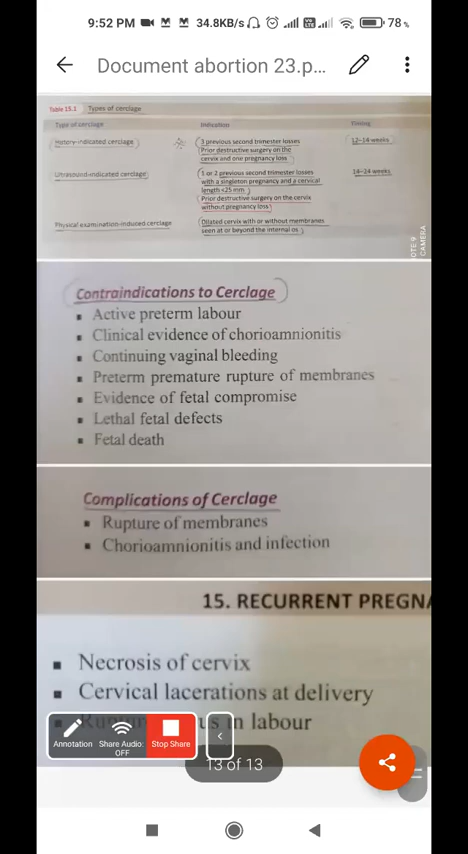 9:52 PM 34.8KB/s 78%
Document abortion 23.p...
Table 15.1 Types of cerclage
Type of cerclage Indication Timing
History-indicated cerclage 3 previous second trimester losses 12–14 weeks
Prior destructive surgery on the
cervix and one pregnancy loss
Ultrasound-indicated cerclage 1 or 2 previous second trimester losses 14–24 weeks
with a singleton pregnancy and a cervical
length <25 mm
Prior destructive surgery on the cervix
without pregnancy loss
Physical examination-induced cerclage Dilated cervix with or without membranes
seen at or beyond the internal os
OTE 9
CAMERA
Contraindications to Cerclage
▪ Active preterm labour
▪ Clinical evidence of chorioamnionitis
▪ Continuing vaginal bleeding
▪ Preterm premature rupture of membranes
▪ Evidence of fetal compromise
▪ Lethal fetal defects
▪ Fetal death
Complications of Cerclage
▪ Rupture of membranes
▪ Chorioamnionitis and infection
15. RECURRENT PREGNA
▪ Necrosis of cervix
▪ Cervical lacerations at delivery
us in labour
Annotation Share Audio: OFF Stop Share
13 of 13